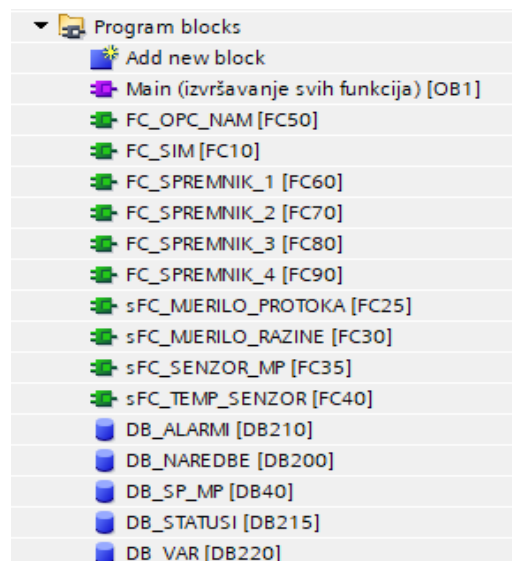 Program blocks
Add new block
Main (izvršavanje svih funkcija) [OB1]
FC_OPC_NAM [FC50]
FC_SIM [FC10]
FC_SPREMNIK_1 [FC60]
FC_SPREMNIK_2 [FC70]
FC_SPREMNIK_3 [FC80]
FC_SPREMNIK_4 [FC90]
sFC_MJERILO_PROTOKA [FC25]
sFC_MJERILO_RAZINE [FC30]
sFC_SENZOR_MP [FC35]
sFC_TEMP_SENZOR [FC40]
DB_ALARMI [DB210]
DB_NAREDBE [DB200]
DB_SP_MP [DB40]
DB_STATUSI [DB215]
DB_VAR [DB220]